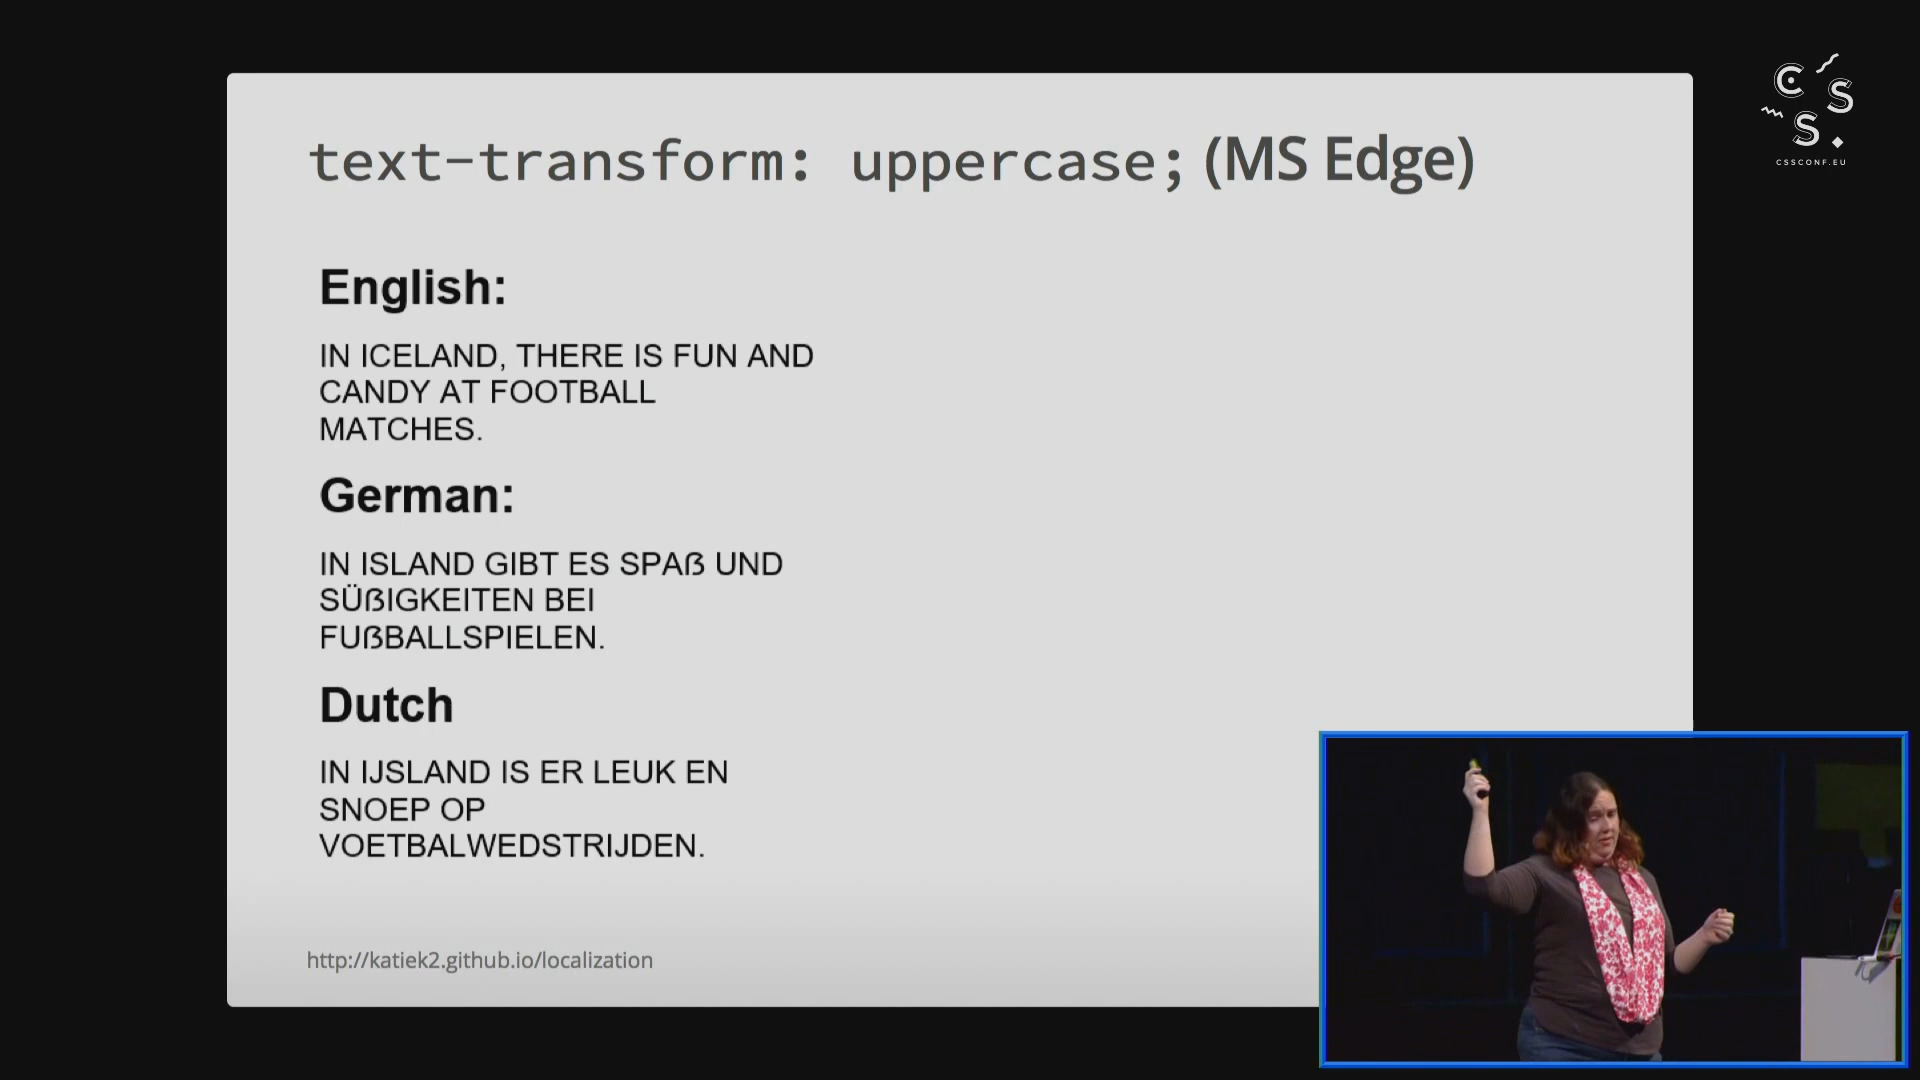 text-transform: uppercase; (MS Edge)
English:
IN ICELAND, THERE IS FUN AND
CANDY AT FOOTBALL
MATCHES.
German:
IN ISLAND GIBT ES SPAß UND
SÜßIGKEITEN BEI
FUßBALLSPIELEN.
Dutch
IN IJSLAND IS ER LEUK EN
SNOEP OP
VOETBALWEDSTRIJDEN.
http://katiek2.github.io/localization
CSS.
CSSCONF.EU